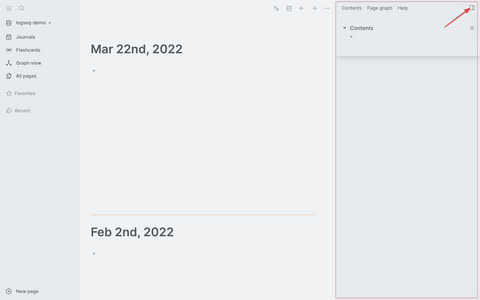 logseq-demo
Journals
Flashcards
Graph view
All pages
Favorites
Recent
New page
Mar 22nd, 2022
Feb 2nd, 2022
Contents Page graph Help
Contents